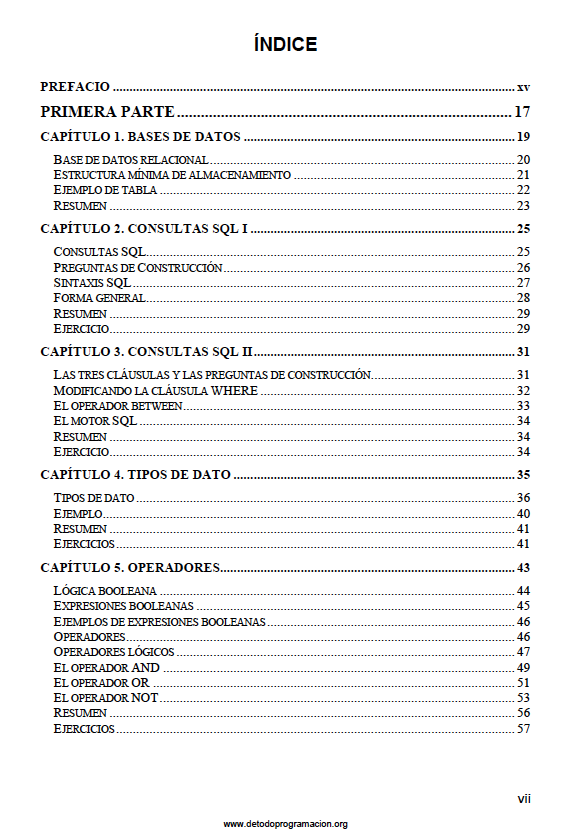 ÍNDICE
PREFACIO ... xv
PRIMERA PARTE ... 17
CAPÍTULO 1. BASES DE DATOS ... 19
BASE DE DATOS RELACIONAL ... 20
ESTRUCTURA MÍNIMA DE ALMACENAMIENTO ... 21
EJEMPLO DE TABLA ... 22
RESUMEN ... 23
CAPÍTULO 2. CONSULTAS SQL I ... 25
CONSULTAS SQL ... 25
PREGUNTAS DE CONSTRUCCIÓN ... 26
SINTAXIS SQL ... 27
FORMA GENERAL ... 28
RESUMEN ... 29
EJERCICIO ... 29
CAPÍTULO 3. CONSULTAS SQL II ... 31
LAS TRES CLÁUSULAS Y LAS PREGUNTAS DE CONSTRUCCIÓN ... 31
MODIFICANDO LA CLÁUSULA WHERE ... 32
EL OPERADOR BETWEEN ... 33
EL MOTOR SQL ... 34
RESUMEN ... 34
EJERCICIO ... 34
CAPÍTULO 4. TIPOS DE DATO ... 35
TIPOS DE DATO ... 36
EJEMPLO ... 40
RESUMEN ... 41
EJERCICIOS ... 41
CAPÍTULO 5. OPERADORES ... 43
LÓGICA BOOLEANA ... 44
EXPRESIONES BOOLEANAS ... 45
EJEMPLOS DE EXPRESIONES BOOLEANAS ... 46
OPERADORES ... 46
OPERADORES LÓGICOS ... 47
EL OPERADOR AND ... 49
EL OPERADOR OR ... 51
EL OPERADOR NOT ... 53
RESUMEN ... 56
EJERCICIOS ... 57
vii
www.detodoprogramacion.org